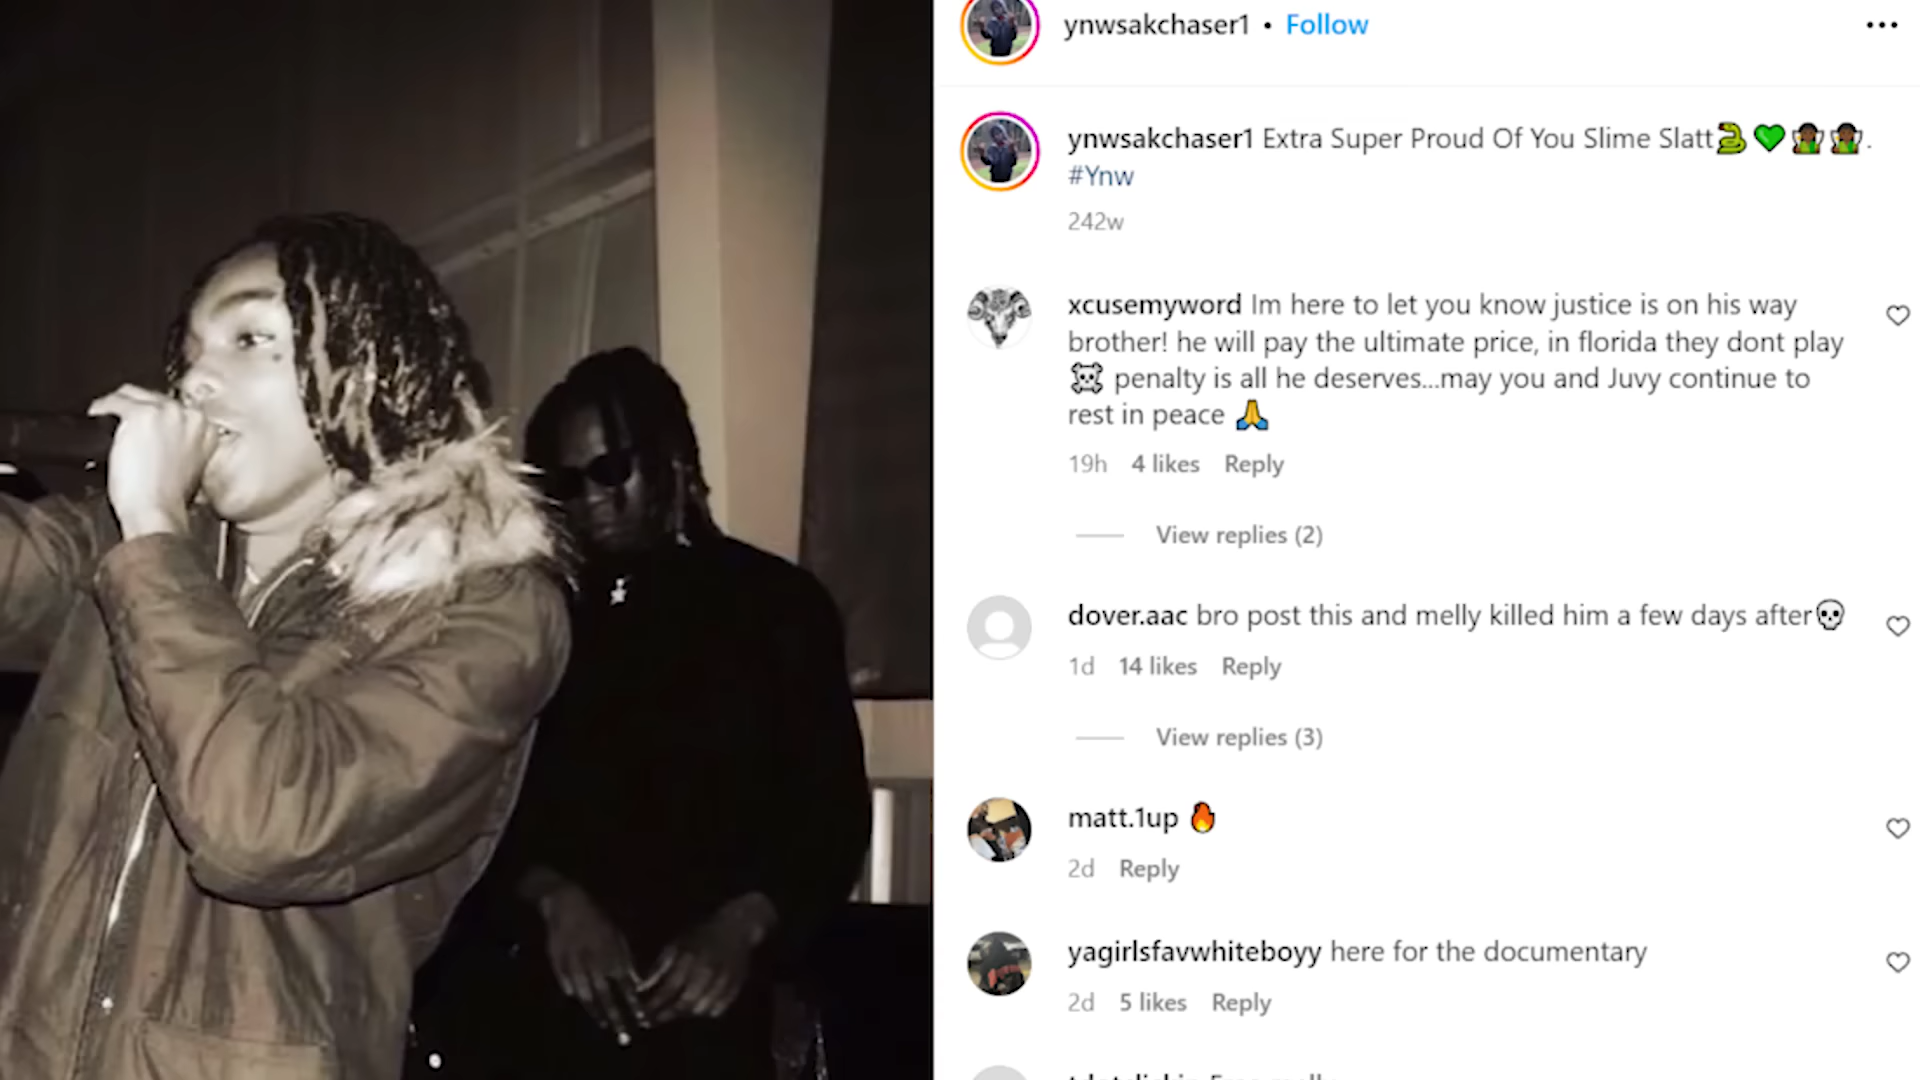 ynwsakchaser1 • Follow
ynwsakchaser1 Extra Super Proud Of You Slime Slatt🐍💚🧏🏾‍♂️🧏🏾‍♂️.
#Ynw
242w
xcusemyword Im here to let you know justice is on his way
brother! he will pay the ultimate price, in florida they dont play
☠️ penalty is all he deserves...may you and Juvy continue to
rest in peace 🙏
19h 4 likes Reply
View replies (2)
dover.aac bro post this and melly killed him a few days after💀
1d 14 likes Reply
View replies (3)
matt.1up 🔥
2d Reply
yagirlsfavwhiteboyy here for the documentary
2d 5 likes Reply